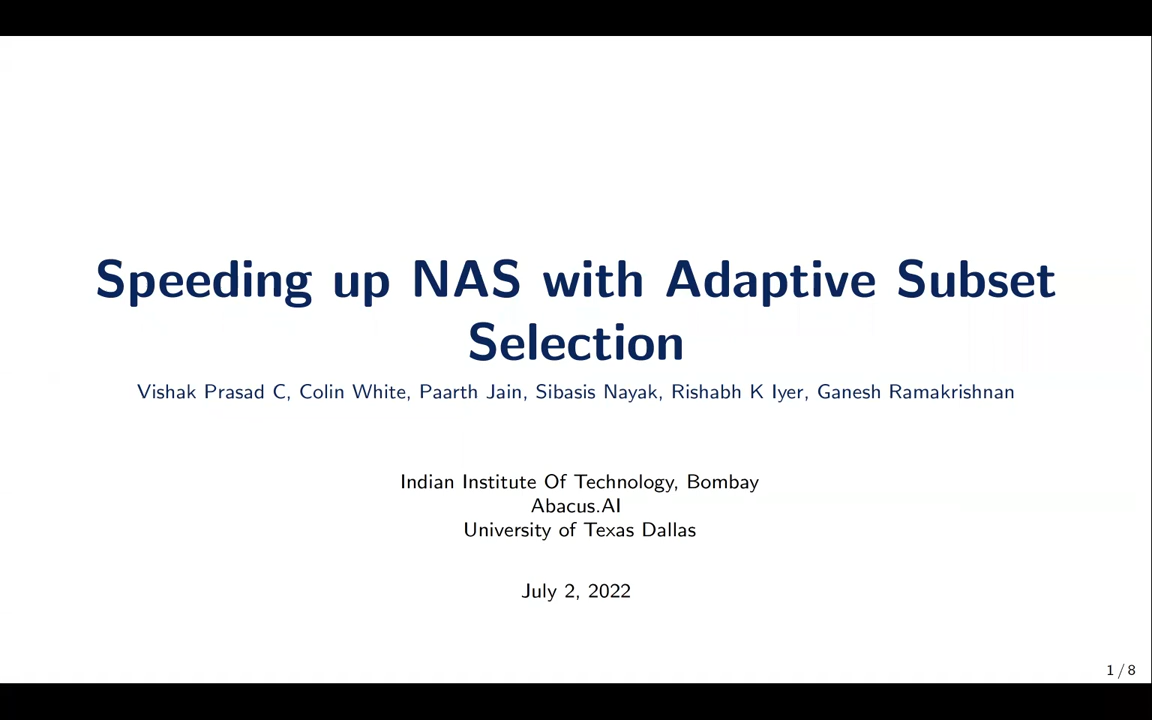 Speeding up NAS with Adaptive Subset
Selection
Vishak Prasad C, Colin White, Paarth Jain, Sibasis Nayak, Rishabh K Iyer, Ganesh Ramakrishnan
Indian Institute Of Technology, Bombay
Abacus.AI
University of Texas Dallas
July 2, 2022
1 / 8